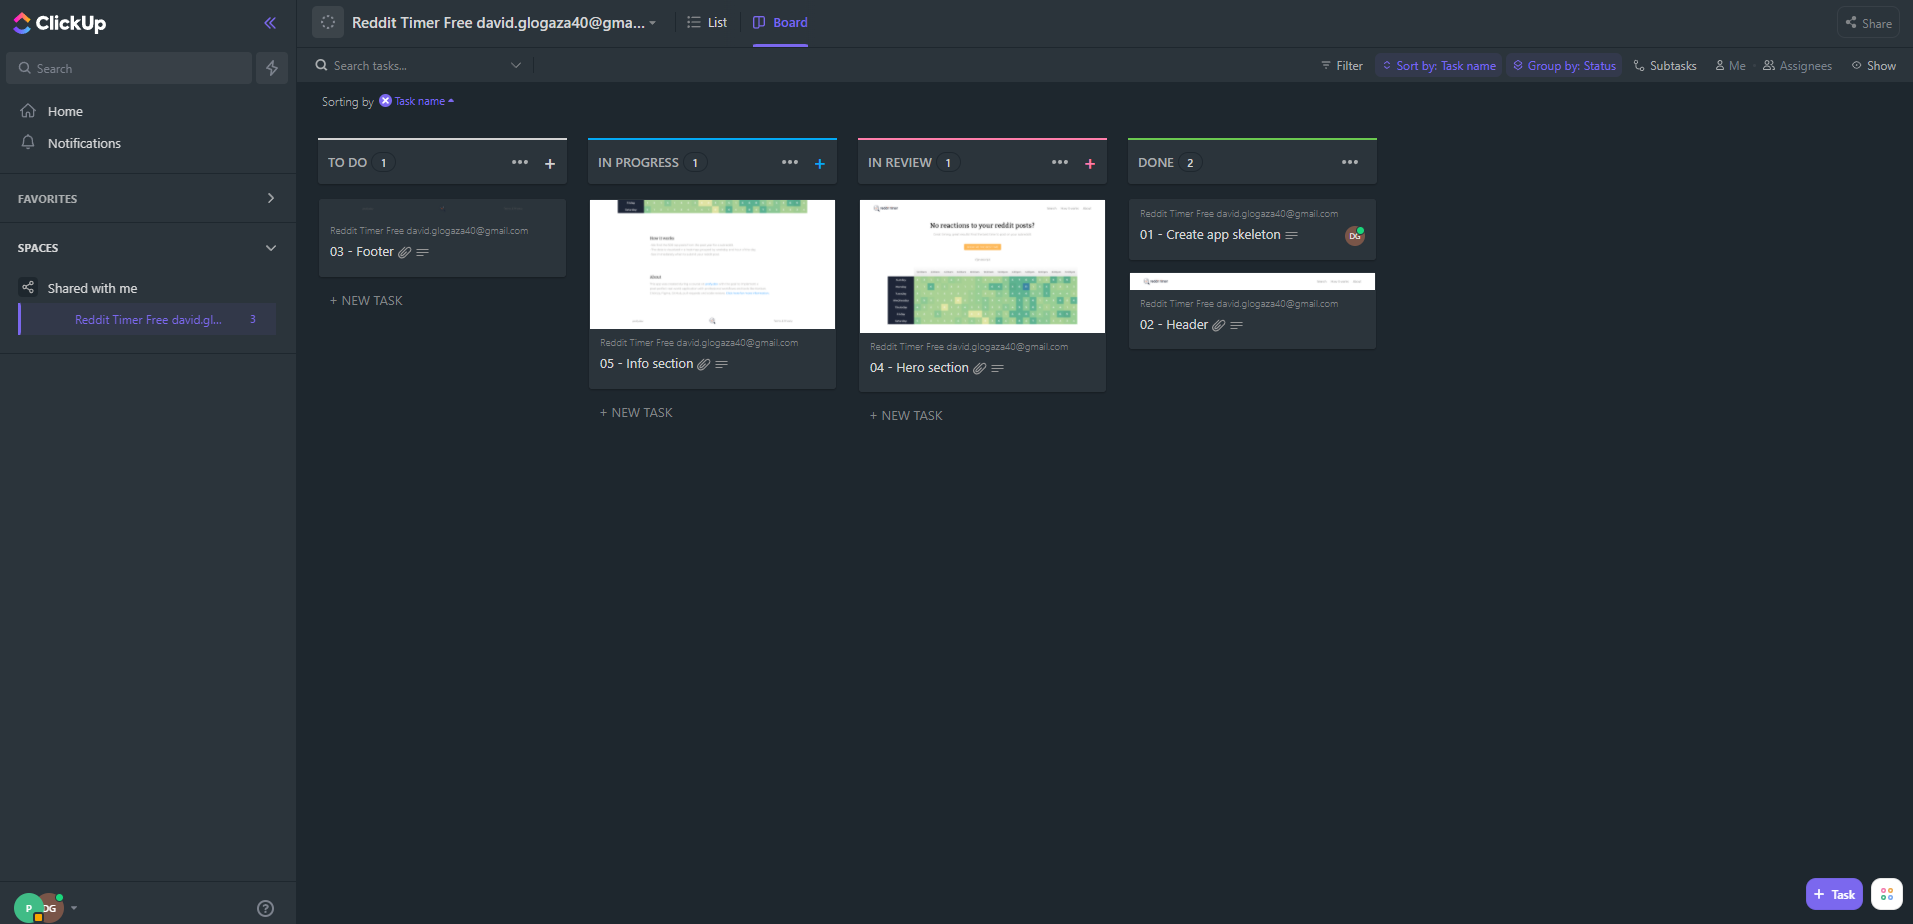 ClickUp
Search
Home
Notifications
FAVORITES
SPACES
Shared with me
Reddit Timer Free david.gl... 3
P DG
Reddit Timer Free david.glogaza40@gma...
List
Board
Share
Search tasks...
Filter
Sort by: Task name
Group by: Status
Subtasks
Me
Assignees
Show
Sorting by Task name
TO DO 1
Reddit Timer Free david.glogaza40@gmail.com
03 - Footer
+ NEW TASK
IN PROGRESS 1
How it works
About
Reddit Timer Free david.glogaza40@gmail.com
05 - Info section
+ NEW TASK
IN REVIEW 1
reddit timer
No reactions to your reddit posts?
Reddit Timer Free david.glogaza40@gmail.com
04 - Hero section
+ NEW TASK
DONE 2
Reddit Timer Free david.glogaza40@gmail.com
01 - Create app skeleton
DG
Reddit Timer Free david.glogaza40@gmail.com
02 - Header
+ Task